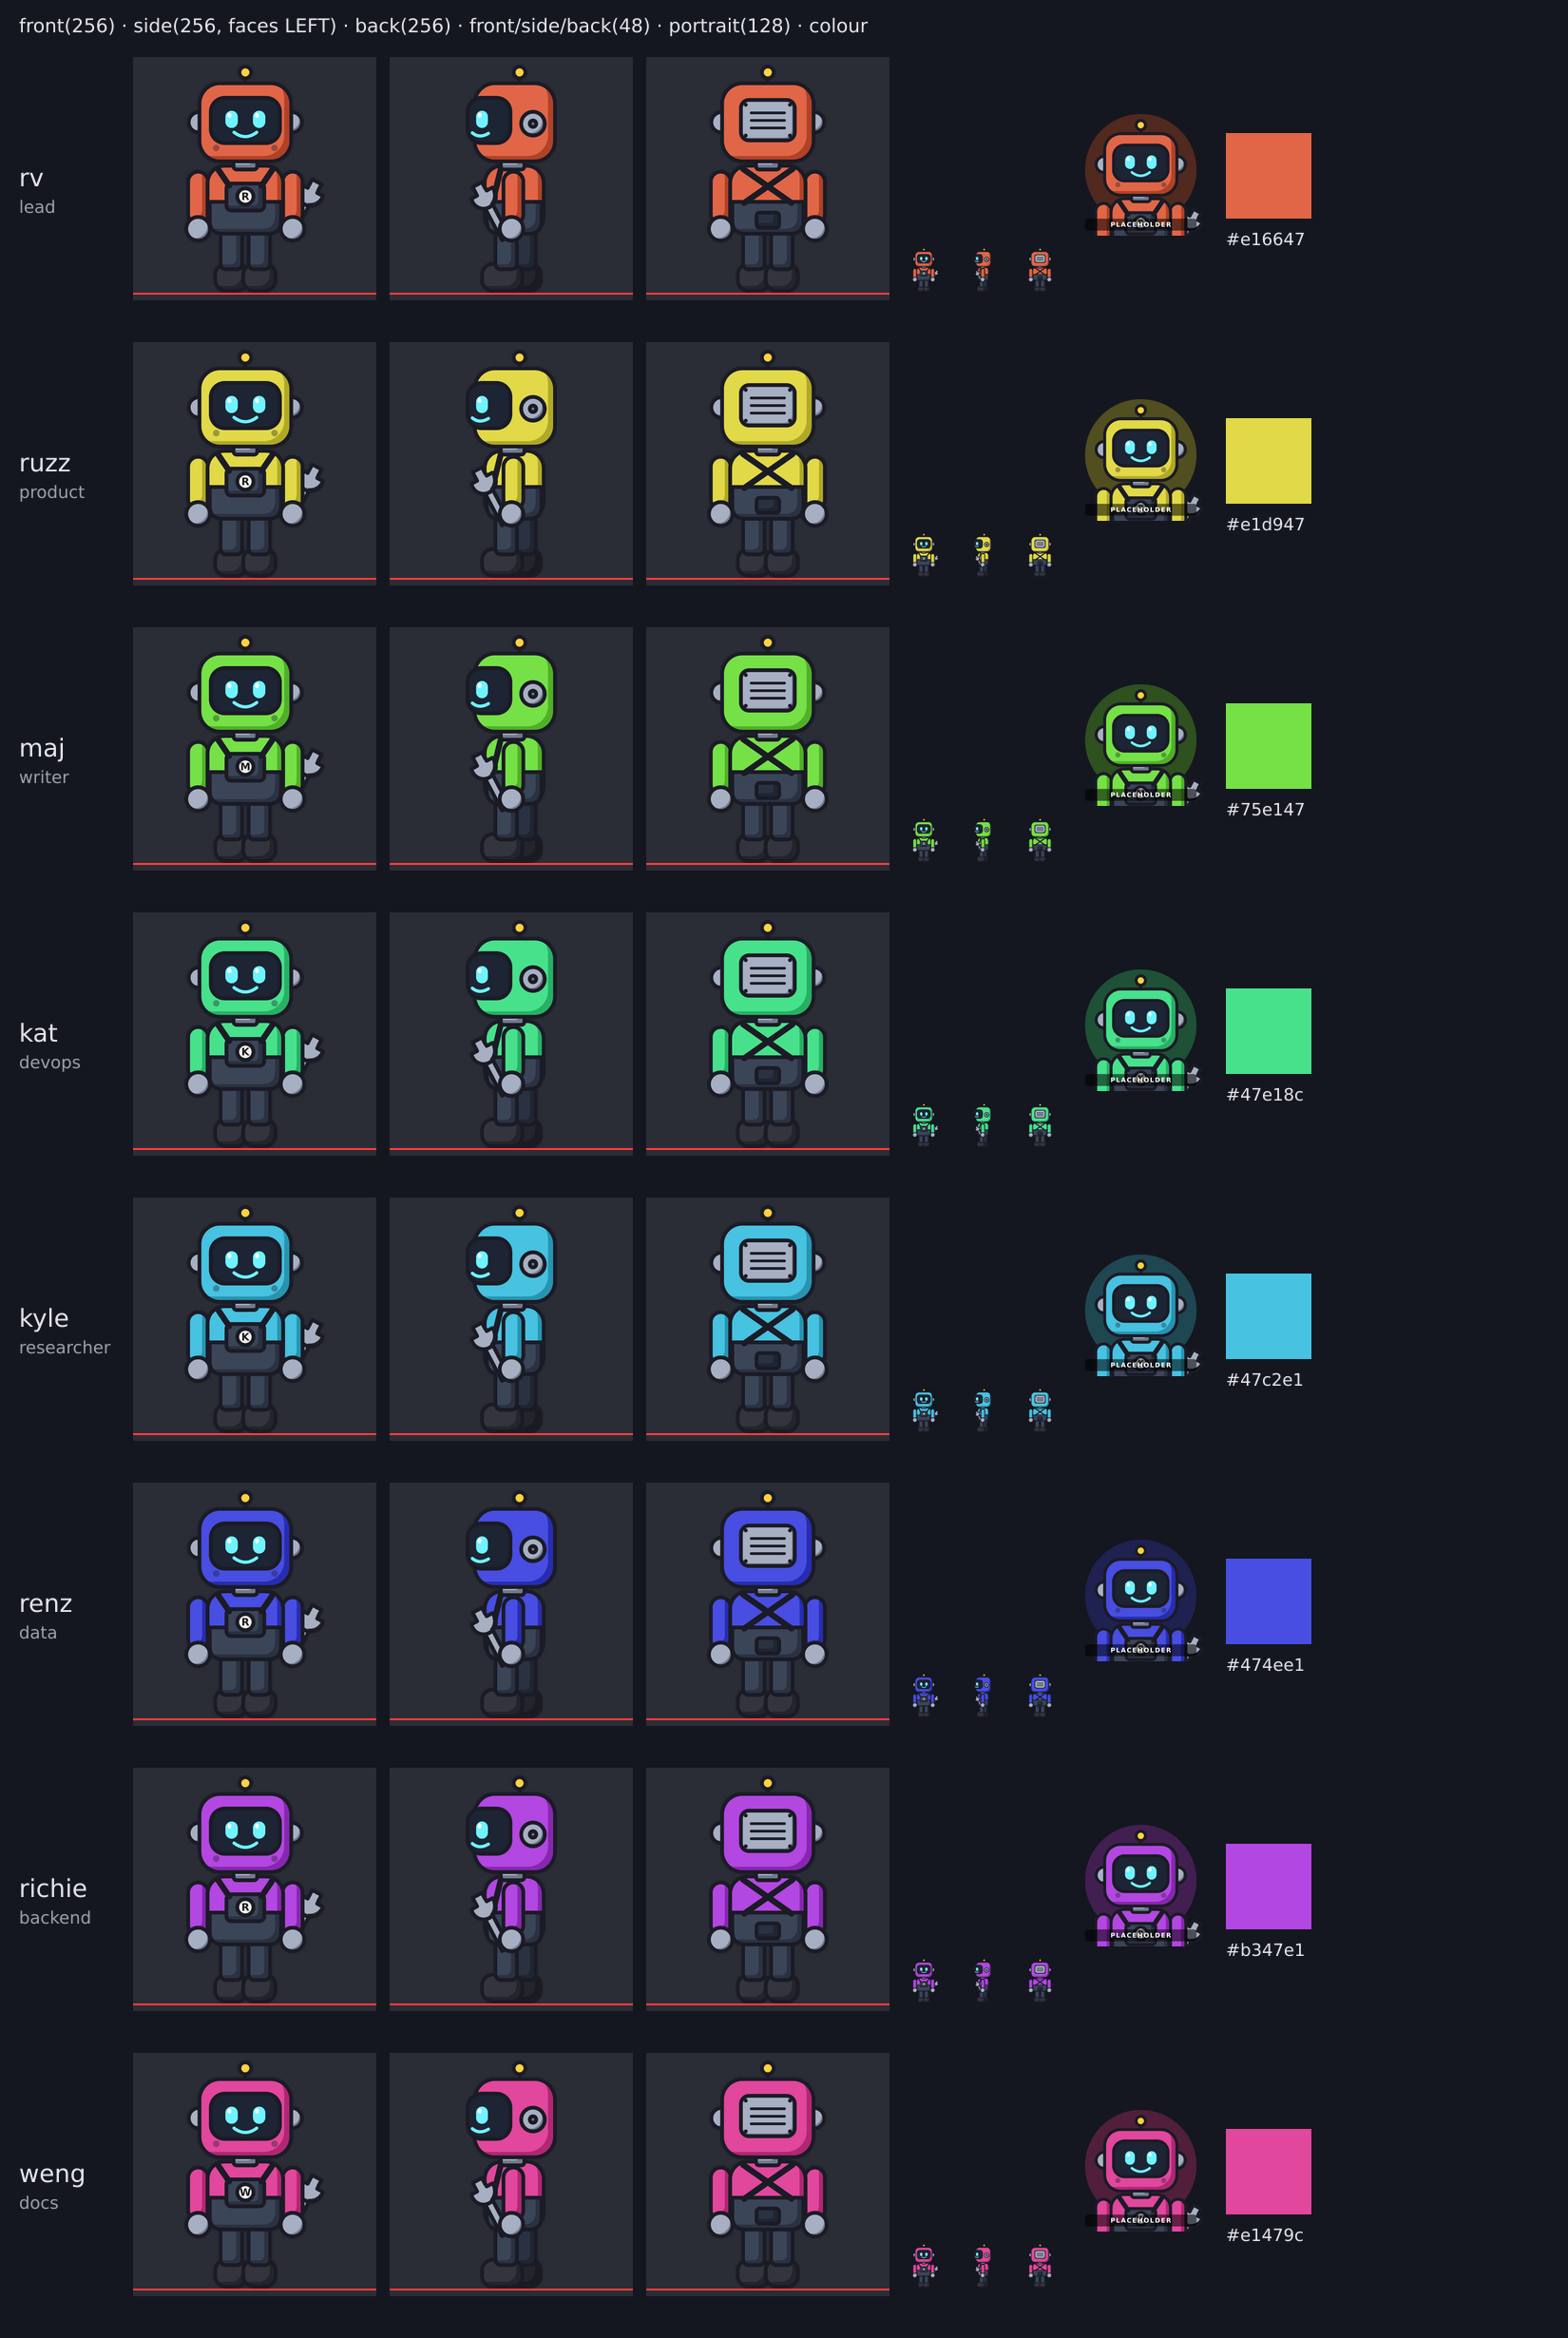 front(256) · side(256, faces LEFT) · back(256) · front/side/back(48) · portrait(128) · colour
rv
lead
R
PLACEHOLDER
#e16647
ruzz
product
R
PLACEHOLDER
#e1d947
maj
writer
M
PLACEHOLDER
#75e147
kat
devops
K
PLACEHOLDER
#47e18c
kyle
researcher
K
PLACEHOLDER
#47c2e1
renz
data
R
PLACEHOLDER
#474ee1
richie
backend
R
PLACEHOLDER
#b347e1
weng
docs
W
PLACEHOLDER
#e1479c